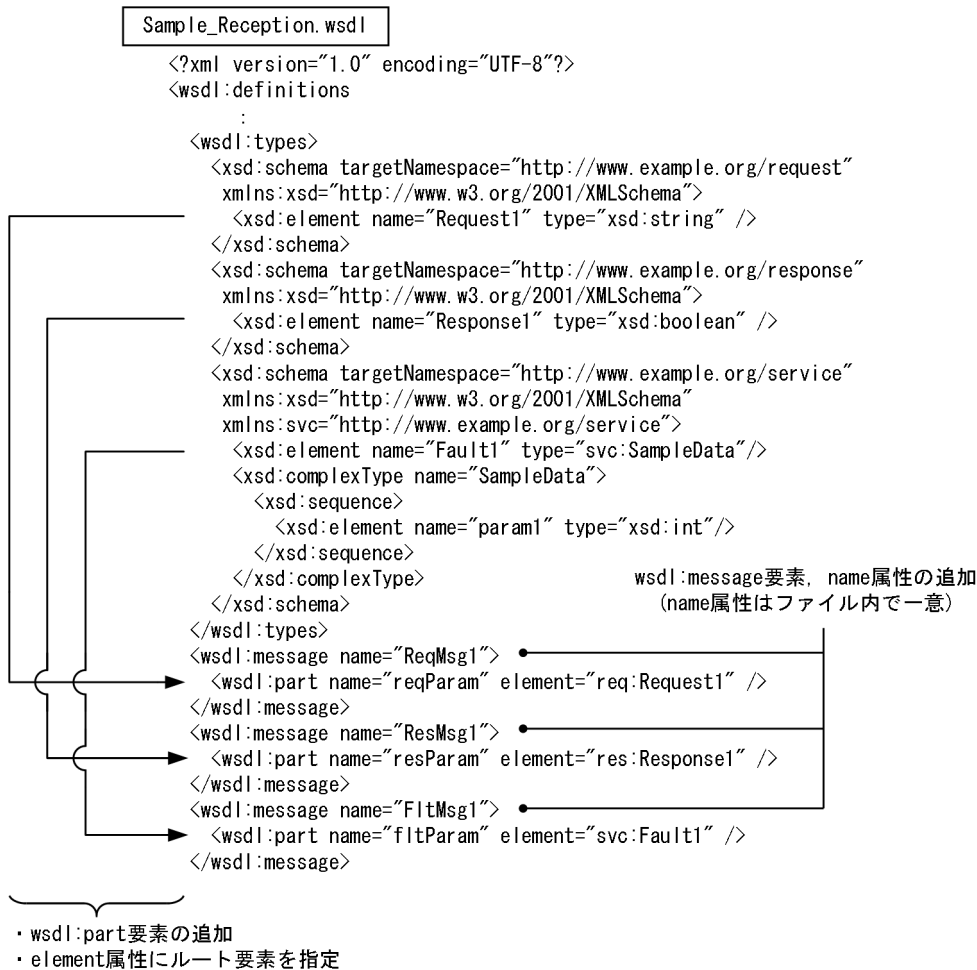 Sample_Reception.wsdl
<?xml version="1.0" encoding="UTF-8"?>
<wsdl:definitions
:
<wsdl:types>
<xsd:schema targetNamespace="http://www.example.org/request"
xmlns:xsd="http://www.w3.org/2001/XMLSchema">
<xsd:element name="Request1" type="xsd:string" />
</xsd:schema>
<xsd:schema targetNamespace="http://www.example.org/response"
xmlns:xsd="http://www.w3.org/2001/XMLSchema">
<xsd:element name="Response1" type="xsd:boolean" />
</xsd:schema>
<xsd:schema targetNamespace="http://www.example.org/service"
xmlns:xsd="http://www.w3.org/2001/XMLSchema"
xmlns:svc="http://www.example.org/service">
<xsd:element name="Fault1" type="svc:SampleData"/>
<xsd:complexType name="SampleData">
<xsd:sequence>
<xsd:element name="param1" type="xsd:int"/>
</xsd:sequence>
</xsd:complexType>
</xsd:schema>
</wsdl:types>
wsdl:message要素，name属性の追加
(name属性はファイル内で一意)
<wsdl:message name="ReqMsg1">
<wsdl:part name="reqParam" element="req:Request1" />
</wsdl:message>
<wsdl:message name="ResMsg1">
<wsdl:part name="resParam" element="res:Response1" />
</wsdl:message>
<wsdl:message name="FltMsg1">
<wsdl:part name="fltParam" element="svc:Fault1" />
</wsdl:message>
・wsdl:part要素の追加
・element属性にルート要素を指定